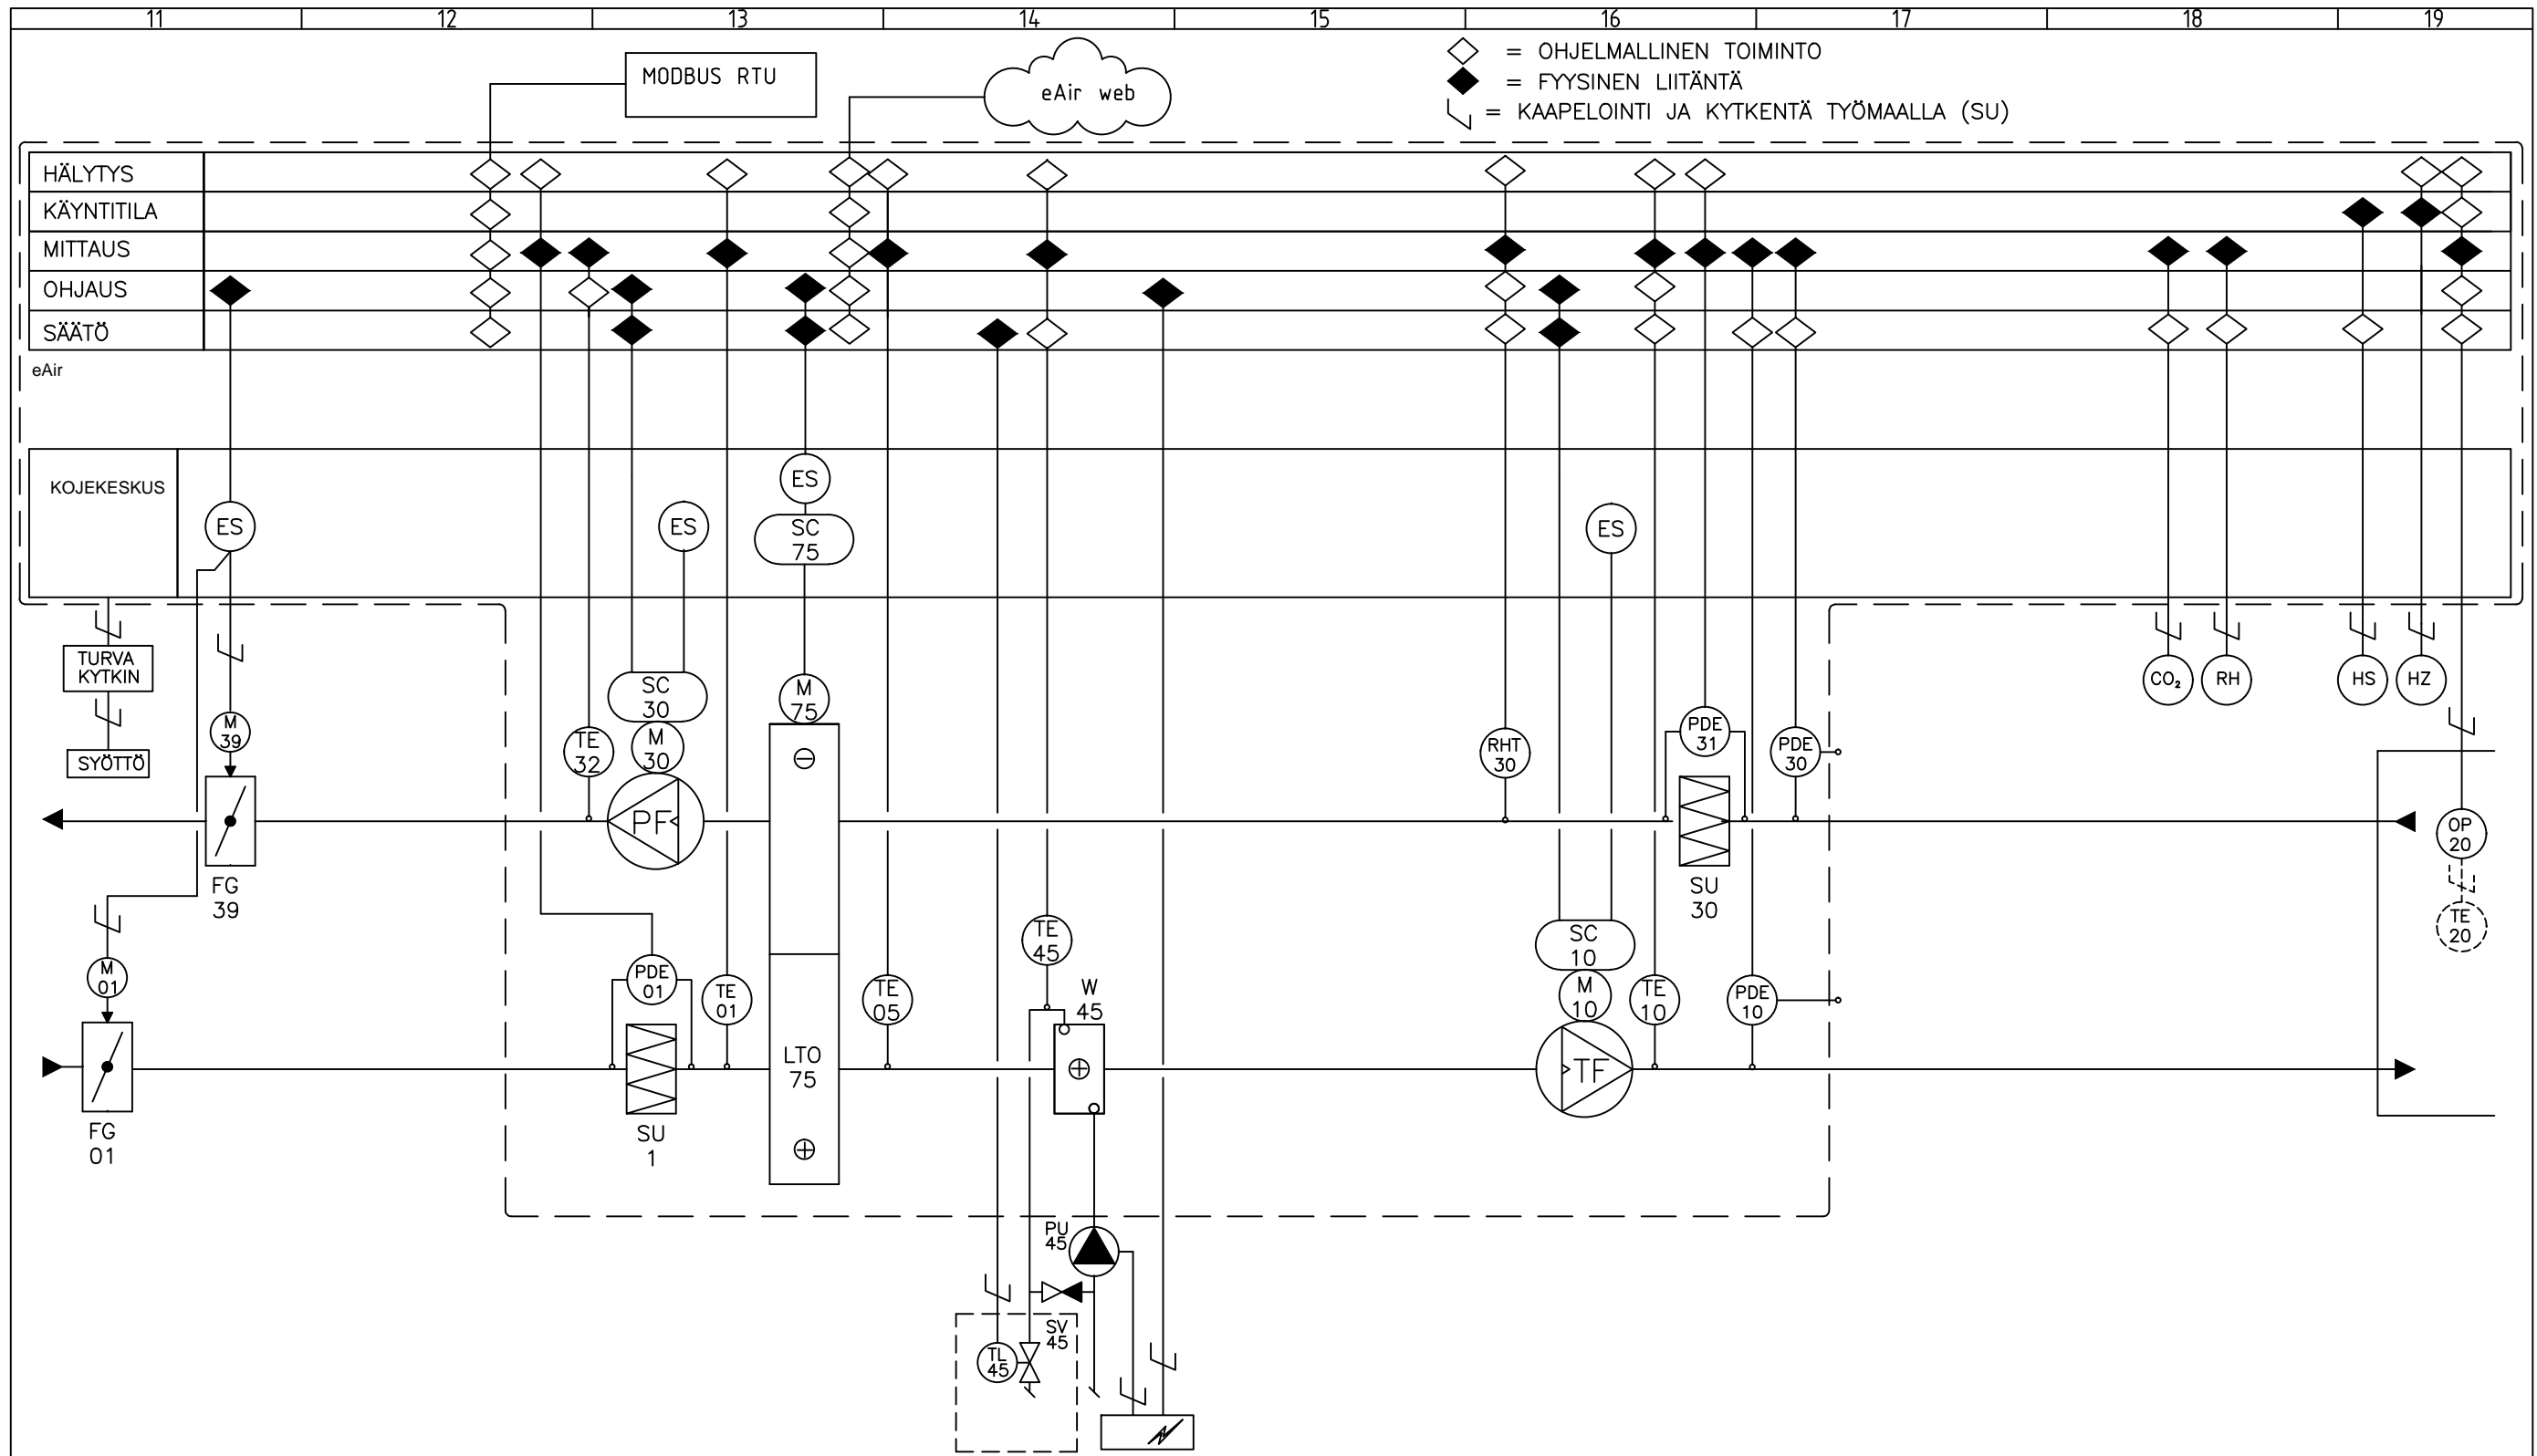 11 12 13 14 15 16 17 18 19
MODBUS RTU
eAir web
= OHJELMALLINEN TOIMINTO
= FYYSINEN LIITÄNTÄ
= KAAPELOINTI JA KYTKENTÄ TYÖMAALLA (SU)
HÄLYTYS
KÄYNTITILA
MITTAUS
OHJAUS
SÄÄTÖ
eAir
KOJEKESKUS
ES
ES
ES
SC
75
ES
TURVA
KYTKIN
SYÖTTÖ
M
39
TE
32
SC
30
M
30
M
75
RHT
30
PDE
31
PDE
30
CO₂
RH
HS
HZ
PF
FG
39
SU
30
OP
20
TE
20
M
01
PDE
01
TE
01
TE
05
TE
45
W
45
SC
10
M
10
TE
10
PDE
10
LTO
75
TF
FG
01
SU
1
PU
45
SV
45
TL
45